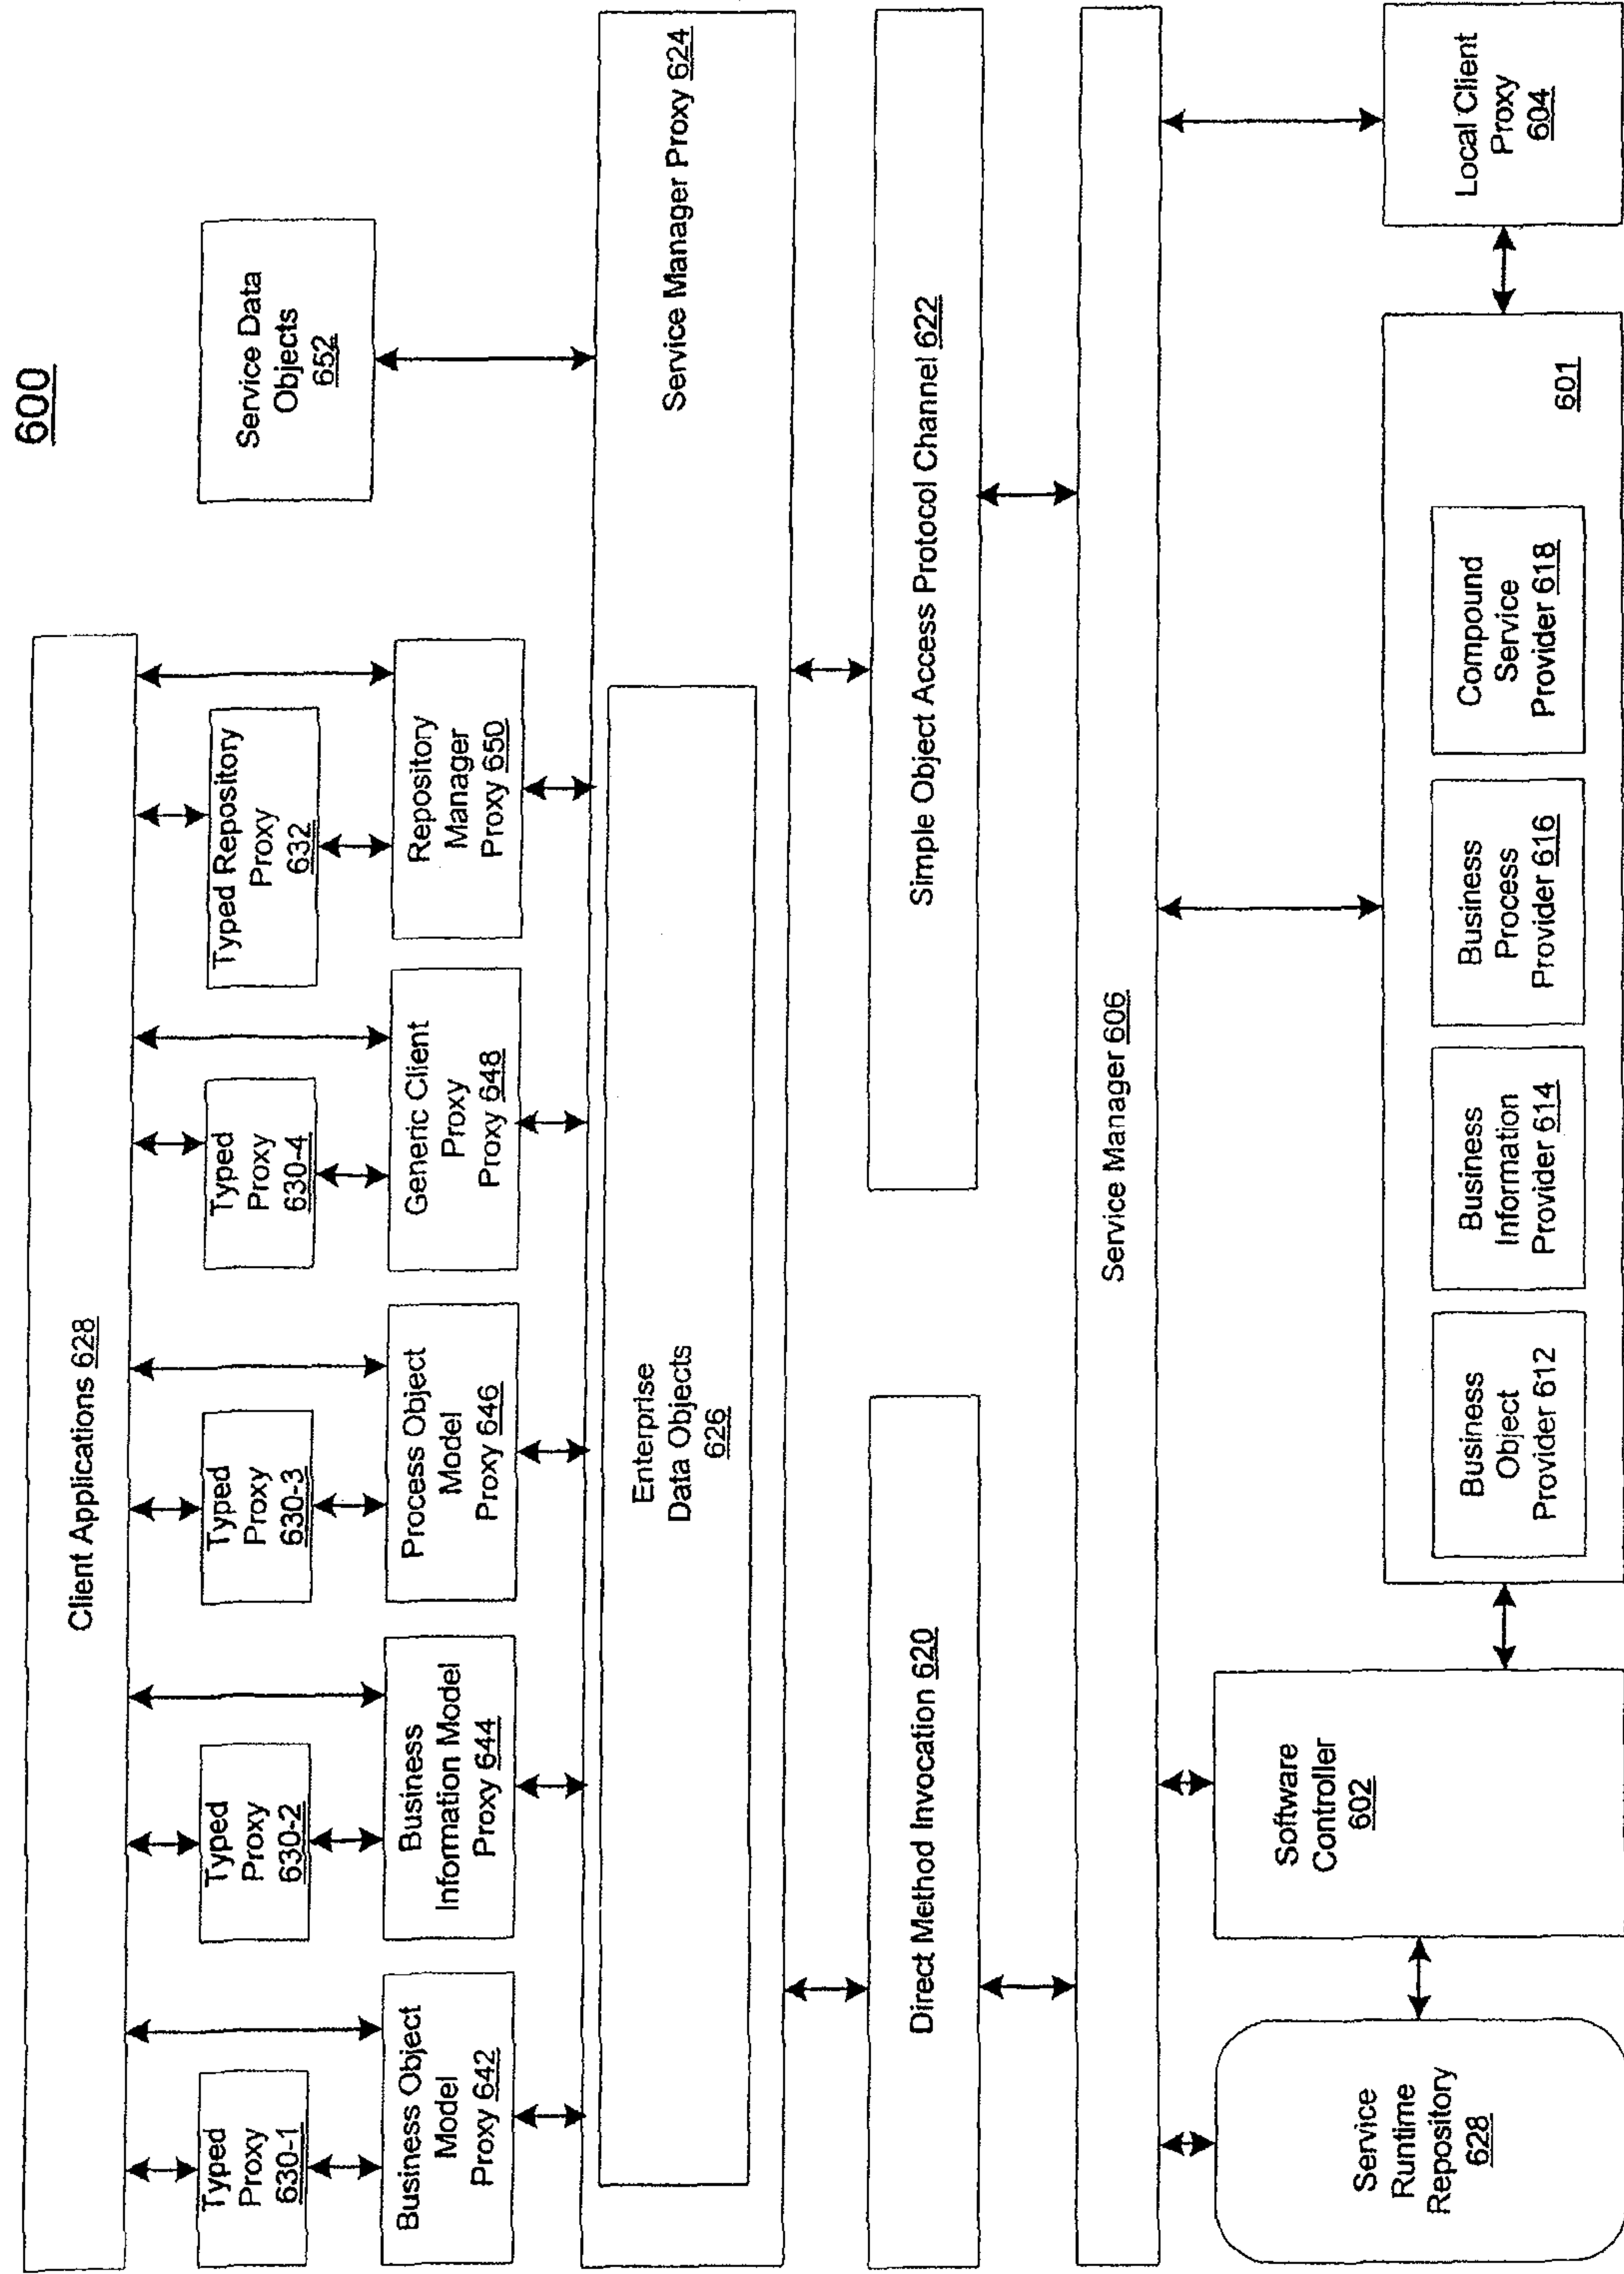 600
Client Applications 628
Typed
Proxy
630-1
Typed
Proxy
630-2
Typed
Proxy
630-3
Typed
Proxy
630-4
Typed Repository
Proxy
632
Service Data
Objects
652
Business Object
Model
Proxy 642
Business
Information Model
Proxy 644
Process Object
Model
Proxy 646
Generic Client
Proxy
Proxy 648
Repository
Manager
Proxy 650
Service Manager Proxy 624
Enterprise
Data Objects
626
Direct Method Invocation 620
Simple Object Access Protocol Channel 622
Service Manager 606
Service
Runtime
Repository
628
Software
Controller
602
Business
Object
Provider 612
Business
Information
Provider 614
Business
Process
Provider 616
Compound
Service
Provider 618
601
Local Client
Proxy
604